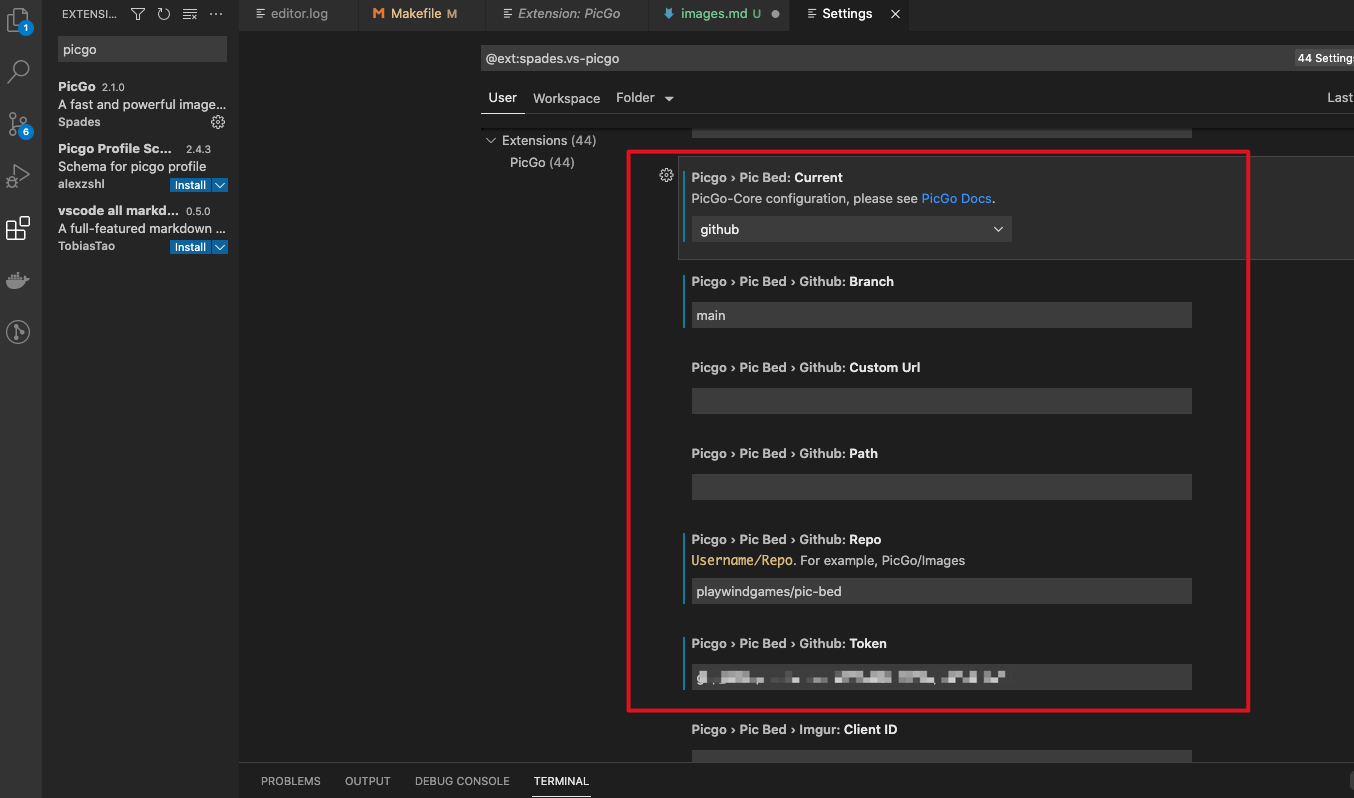 EXTENSI...
editor.log
Makefile M
Extension: PicGo
images.md U
Settings
1
picgo
@ext:spades.vs-picgo
44 Settings
PicGo 2.1.0
A fast and powerful image...
Spades
User
Workspace
Folder
Last
6
Extensions (44)
PicGo (44)
Picgo Profile Sc... 2.4.3
Schema for picgo profile
alexzshl
Install
vscode all markd... 0.5.0
A full-featured markdown ...
TobiasTao
Install
Picgo › Pic Bed: Current
PicGo-Core configuration, please see PicGo Docs.
github
Picgo › Pic Bed › Github: Branch
main
Picgo › Pic Bed › Github: Custom Url
Picgo › Pic Bed › Github: Path
Picgo › Pic Bed › Github: Repo
Username/Repo. For example, PicGo/Images
playwindgames/pic-bed
Picgo › Pic Bed › Github: Token
Picgo › Pic Bed › Imgur: Client ID
PROBLEMS
OUTPUT
DEBUG CONSOLE
TERMINAL